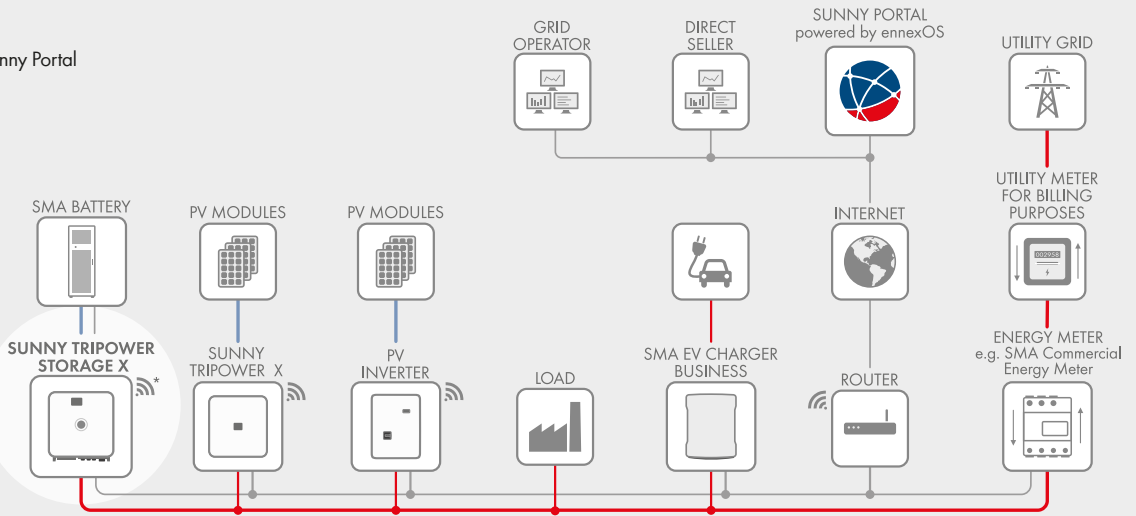 nny Portal
GRID
OPERATOR
DIRECT
SELLER
SUNNY PORTAL
powered by ennexOS
UTILITY GRID
SMA BATTERY
PV MODULES
PV MODULES
INTERNET
UTILITY METER
FOR BILLING
PURPOSES
SUNNY TRIPOWER
STORAGE X
*
SUNNY
TRIPOWER X
PV
INVERTER
LOAD
SMA EV CHARGER
BUSINESS
ROUTER
ENERGY METER
e.g. SMA Commercial
Energy Meter